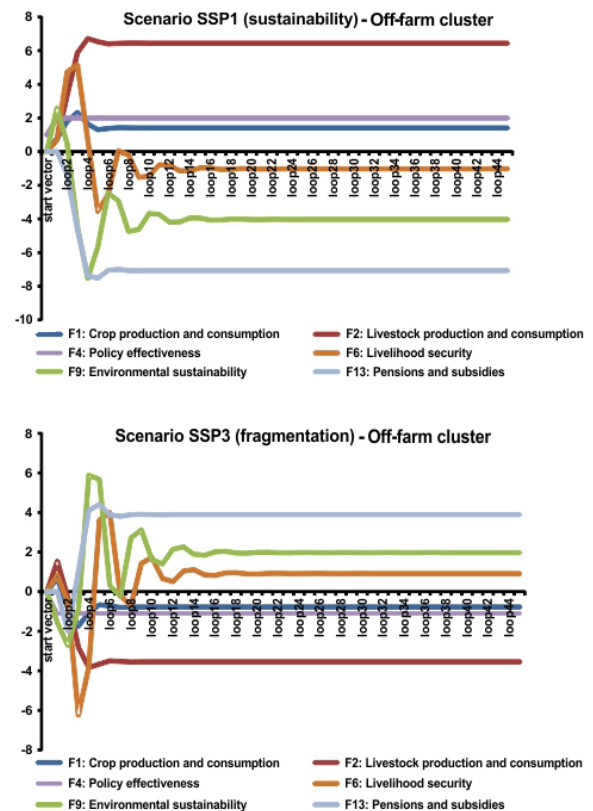 Scenario SSP1 (sustainability) - Off-farm cluster
8
6
4
2
0
-2
-4
-6
-8
-10
start vector
loop2
loop4
loop6
loop8
loop10
loop12
loop14
loop16
loop18
loop20
loop22
loop24
loop26
loop28
loop30
loop32
loop34
loop36
loop38
loop40
loop42
loop44
F1: Crop production and consumption
F2: Livestock production and consumption
F4: Policy effectiveness
F6: Livelihood security
F9: Environmental sustainability
F13: Pensions and subsidies
Scenario SSP3 (fragmentation) - Off-farm cluster
8
6
4
2
0
-2
-4
-6
-8
start vector
loop2
loop4
loop6
loop8
loop10
loop12
loop14
loop16
loop18
loop20
loop22
loop24
loop26
loop28
loop30
loop32
loop34
loop36
loop38
loop40
loop42
loop44
F1: Crop production and consumption
F2: Livestock production and consumption
F4: Policy effectiveness
F6: Livelihood security
F9: Environmental sustainability
F13: Pensions and subsidies